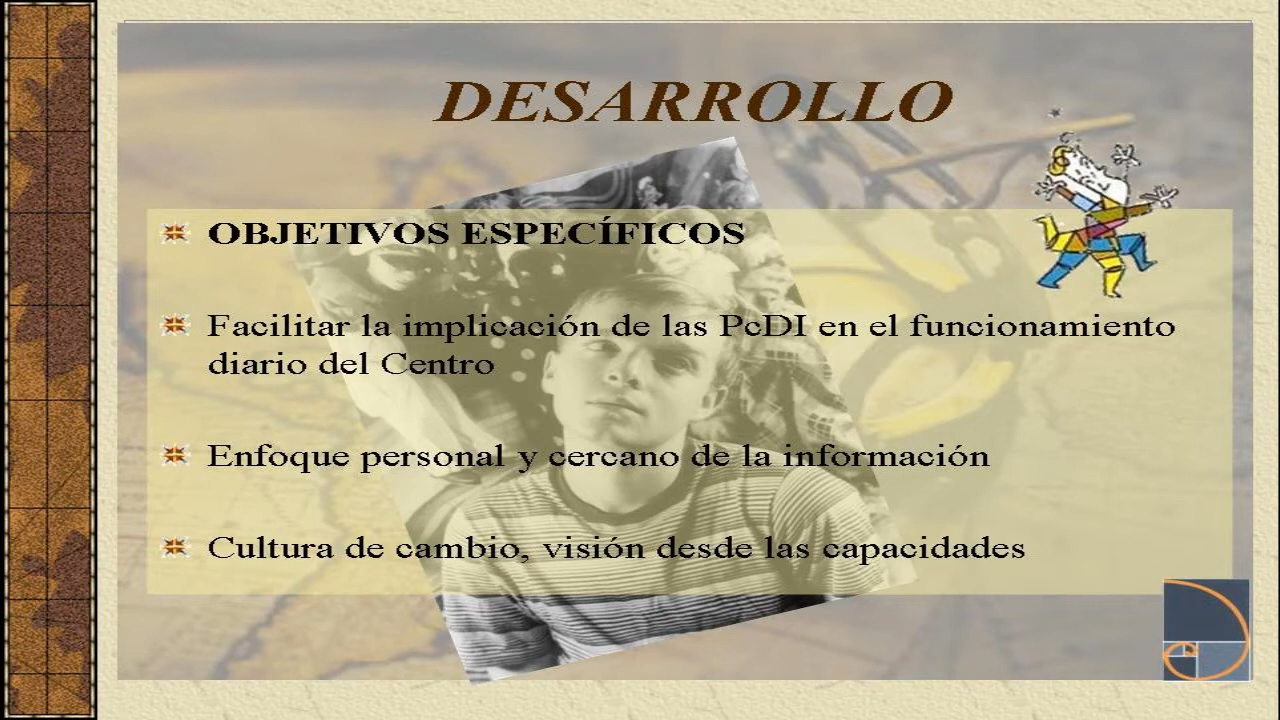 DESARROLLO
OBJETIVOS ESPECÍFICOS
Facilitar la implicación de las PcDI en el funcionamiento
diario del Centro
Enfoque personal y cercano de la información
Cultura de cambio, visión desde las capacidades